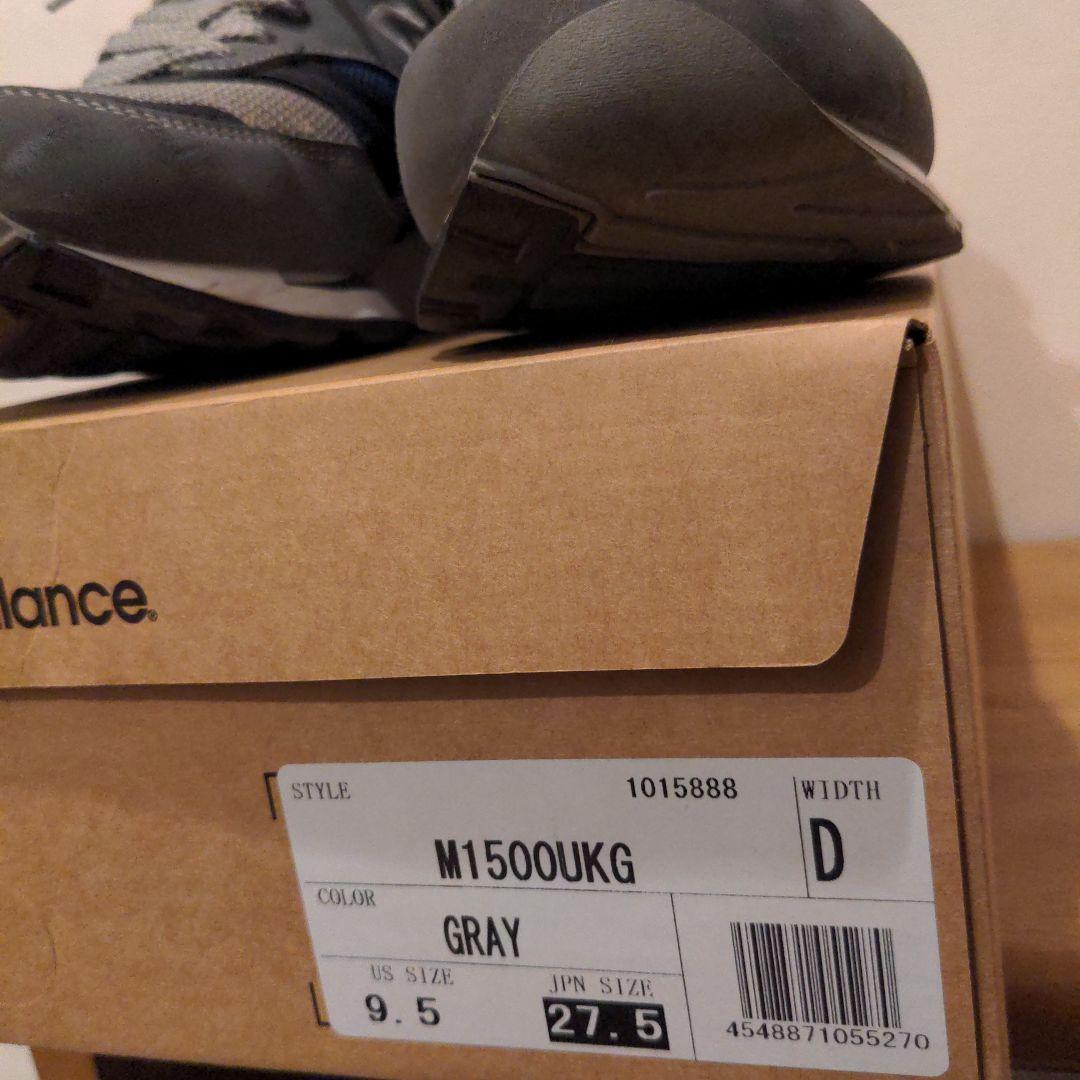 lance®
STYLE 1015888 WIDTH
M1500UKG D
COLOR
GRAY
US SIZE JPN SIZE
9.5 27.5
4548871055270